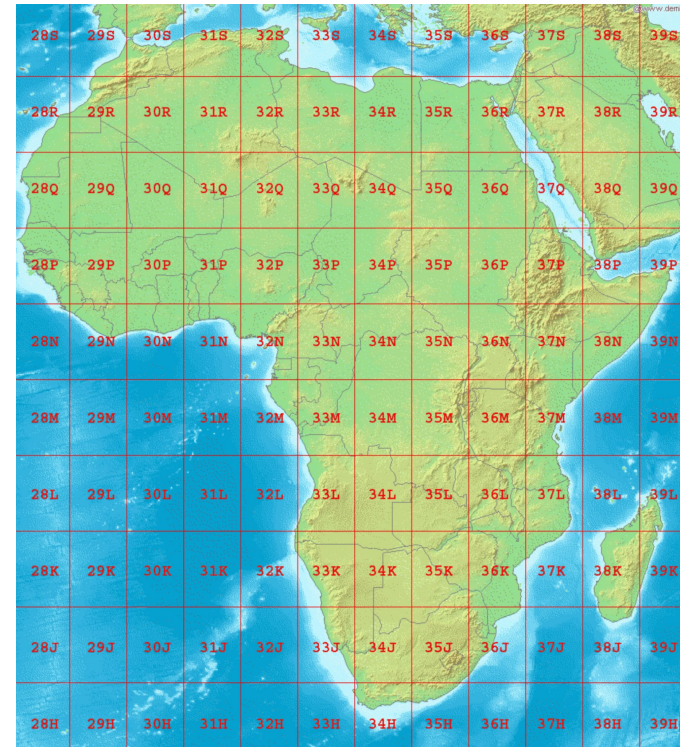 ©www.demi
28S 29S 30S 31S 32S 33S 34S 35S 36S 37S 38S 39S
28R 29R 30R 31R 32R 33R 34R 35R 36R 37R 38R 39R
28Q 29Q 30Q 31Q 32Q 33Q 34Q 35Q 36Q 37Q 38Q 39Q
28P 29P 30P 31P 32P 33P 34P 35P 36P 37P 38P 39P
28N 29N 30N 31N 32N 33N 34N 35N 36N 37N 38N 39N
28M 29M 30M 31M 32M 33M 34M 35M 36M 37M 38M 39M
28L 29L 30L 31L 32L 33L 34L 35L 36L 37L 38L 39L
28K 29K 30K 31K 32K 33K 34K 35K 36K 37K 38K 39K
28J 29J 30J 31J 32J 33J 34J 35J 36J 37J 38J 39J
28H 29H 30H 31H 32H 33H 34H 35H 36H 37H 38H 39H